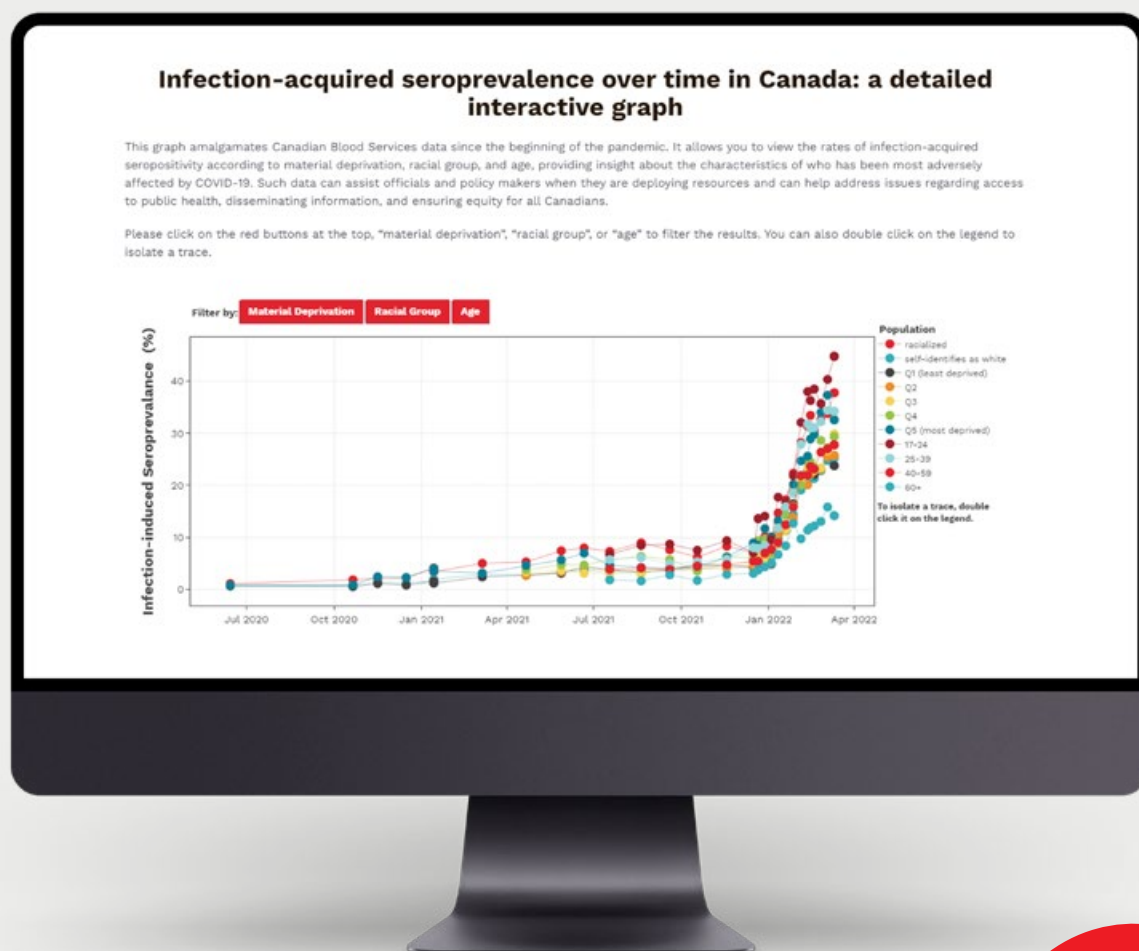 Infection-acquired seroprevalence over time in Canada: a detailed
interactive graph
This graph amalgamates Canadian Blood Services data since the beginning of the pandemic. It allows you to view the rates of infection-acquired
seropositivity according to material deprivation, racial group, and age, providing insight about the characteristics of who has been most adversely
affected by COVID-19. Such data can assist officials and policy makers when they are deploying resources and can help address issues regarding access
to public health, disseminating information, and ensuring equity for all Canadians.
Please click on the red buttons at the top, "material deprivation", "racial group", or "age" to filter the results. You can also double click on the legend to
isolate a trace.
Filter by: Material Deprivation Racial Group Age
Infection-induced Seroprevalance (%)
40
30
20
10
0
Jul 2020 Oct 2020 Jan 2021 Apr 2021 Jul 2021 Oct 2021 Jan 2022 Apr 2022
Population
racialized
self-identifies as white
Q1 (least deprived)
Q2
Q3
Q4
Q5 (most deprived)
17-24
25-39
40-59
60+
To isolate a trace, double
click it on the legend.